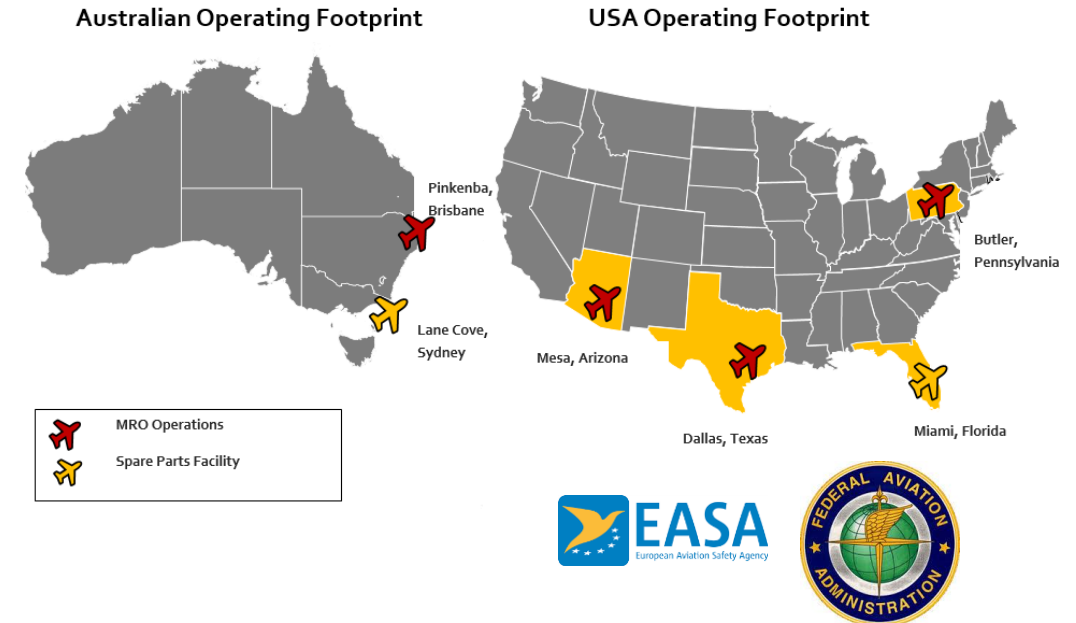 Australian Operating Footprint
USA Operating Footprint
Pinkenba,
Brisbane
Lane Cove,
Sydney
Butler,
Pennsylvania
Mesa, Arizona
Dallas, Texas
Miami, Florida
MRO Operations
Spare Parts Facility
EASA
European Aviation Safety Agency
FEDERAL AVIATION
ADMINISTRATION